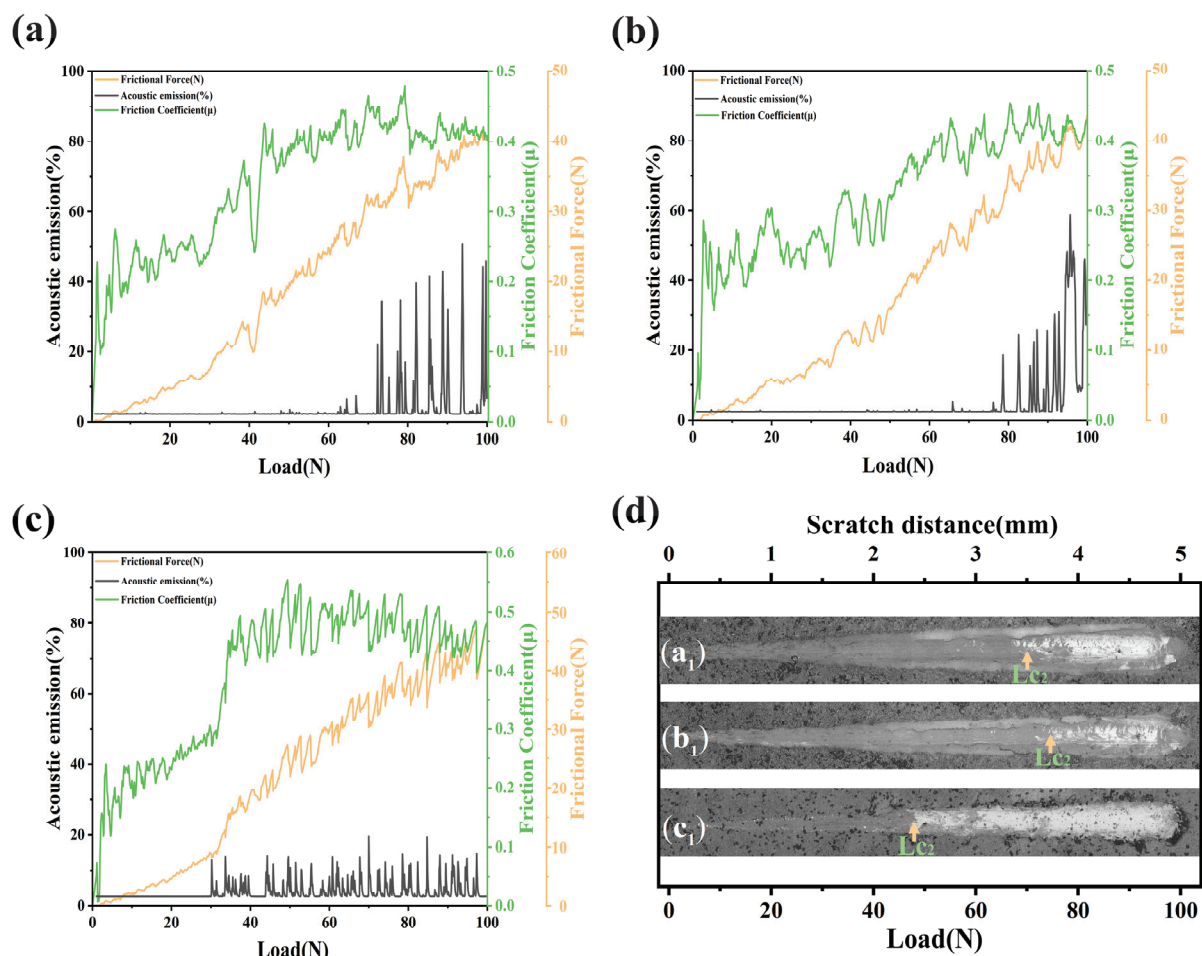 (a)
Frictional Force(N)
Acoustic emission(%)
Friction Coefficient(μ)
100
80
60
40
20
0
Acoustic emission(%)
20
40
60
80
100
Load(N)
0.5
0.4
0.3
0.2
0.1
0.0
Friction Coefficient(μ)
50
40
30
20
10
0
Frictional Force(N)
(b)
Frictional Force(N)
Acoustic emission(%)
Friction Coefficient(μ)
100
80
60
40
20
0
Acoustic emission(%)
0
20
40
60
80
100
Load(N)
0.5
0.4
0.3
0.2
0.1
0.0
Friction Coefficient(μ)
50
40
30
20
10
0
Frictional Force(N)
(c)
Frictional Force(N)
Acoustic emission(%)
Friction Coefficient(μ)
100
80
60
40
20
0
Acoustic emission(%)
20
40
60
80
100
Load(N)
0.6
0.5
0.4
0.3
0.2
0.1
0.0
Friction Coefficient(μ)
60
50
40
30
20
10
0
Frictional Force(N)
(d)
Scratch distance(mm)
0 1 2 3 4 5
(a1)
Lc2
(b1)
Lc2
(c1)
Lc2
0 20 40 60 80 100
Load(N)